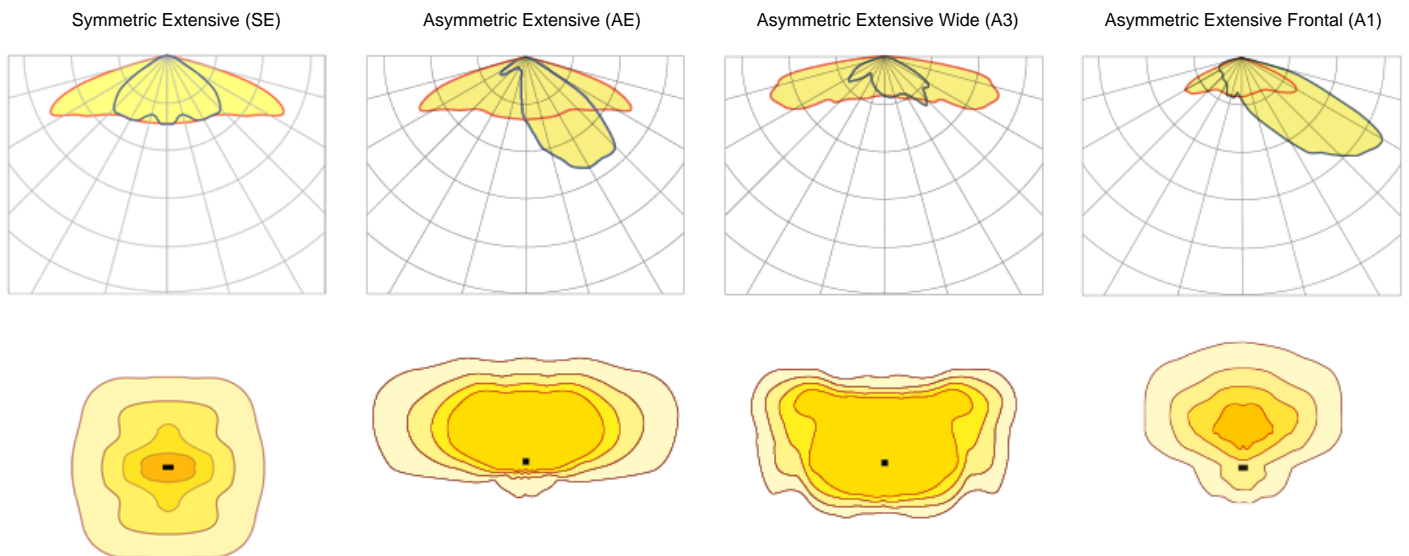 Symmetric Extensive (SE)
Asymmetric Extensive (AE)
Asymmetric Extensive Wide (A3)
Asymmetric Extensive Frontal (A1)